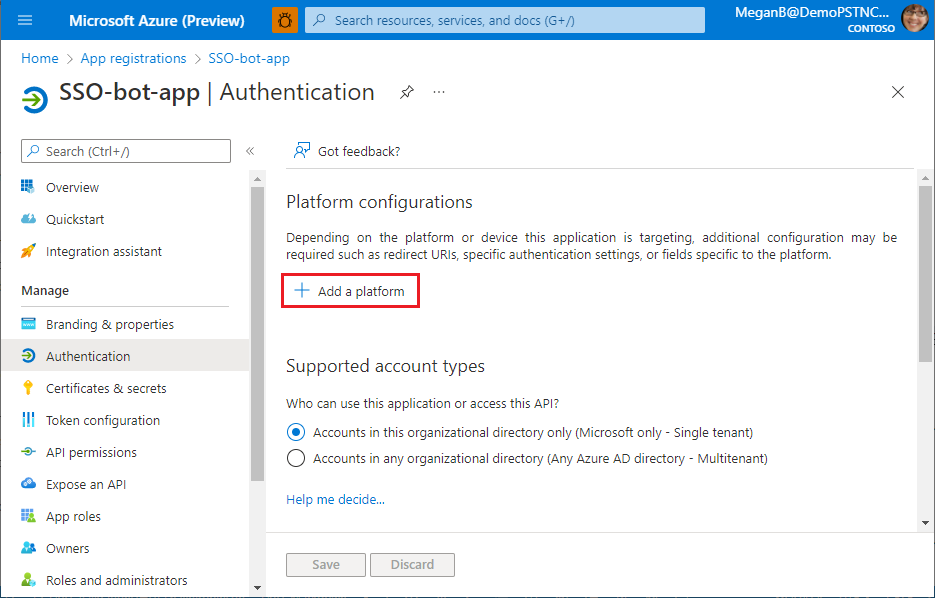 Microsoft Azure (Preview)
Search resources, services, and docs (G+/)
MeganB@DemoPSTNC...
CONTOSO
Home > App registrations > SSO-bot-app
SSO-bot-app | Authentication
Search (Ctrl+/)
Got feedback?
Overview
Quickstart
Integration assistant
Manage
Branding & properties
Authentication
Certificates & secrets
Token configuration
API permissions
Expose an API
App roles
Owners
Roles and administrators
Platform configurations
Depending on the platform or device this application is targeting, additional configuration may be
required such as redirect URIs, specific authentication settings, or fields specific to the platform.
Add a platform
Supported account types
Who can use this application or access this API?
Accounts in this organizational directory only (Microsoft only - Single tenant)
Accounts in any organizational directory (Any Azure AD directory - Multitenant)
Help me decide...
Save
Discard